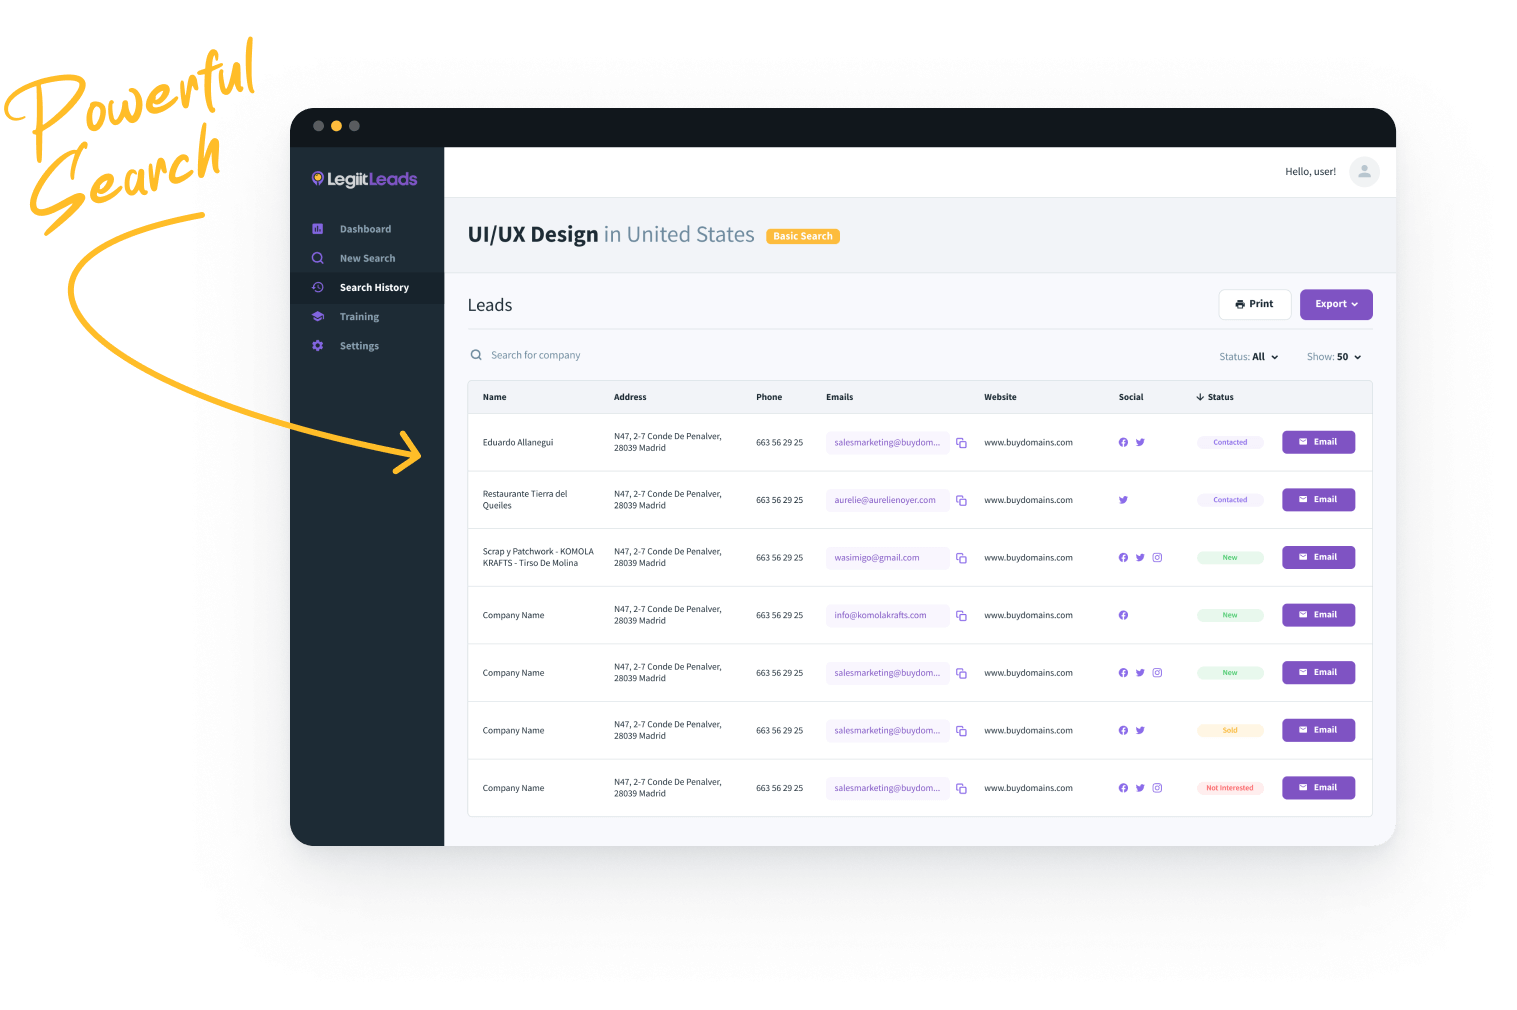 Powerful
Search
LegiitLeads
Hello, user!
Dashboard
New Search
Search History
Training
Settings
UI/UX Design in United States Basic Search
Leads
Print
Export
Search for company
Status: All
Show: 50
Name Address Phone Emails Website Social Status
Eduardo Allanegui
N47, 2-7 Conde De Penalver,
28039 Madrid
663 56 29 25
salesmarketing@buydom...
www.buydomains.com
Contacted
Email
Restaurante Tierra del
Queiles
N47, 2-7 Conde De Penalver,
28039 Madrid
663 56 29 25
aurelie@aurelienoyer.com
www.buydomains.com
Contacted
Email
Scrap y Patchwork - KOMOLA
KRAFTS - Tirso De Molina
N47, 2-7 Conde De Penalver,
28039 Madrid
663 56 29 25
wasimigo@gmail.com
www.buydomains.com
New
Email
Company Name
N47, 2-7 Conde De Penalver,
28039 Madrid
663 56 29 25
info@komolakrafts.com
www.buydomains.com
New
Email
Company Name
N47, 2-7 Conde De Penalver,
28039 Madrid
663 56 29 25
salesmarketing@buydom...
www.buydomains.com
New
Email
Company Name
N47, 2-7 Conde De Penalver,
28039 Madrid
663 56 29 25
salesmarketing@buydom...
www.buydomains.com
Sold
Email
Company Name
N47, 2-7 Conde De Penalver,
28039 Madrid
663 56 29 25
salesmarketing@buydom...
www.buydomains.com
Not Interested
Email